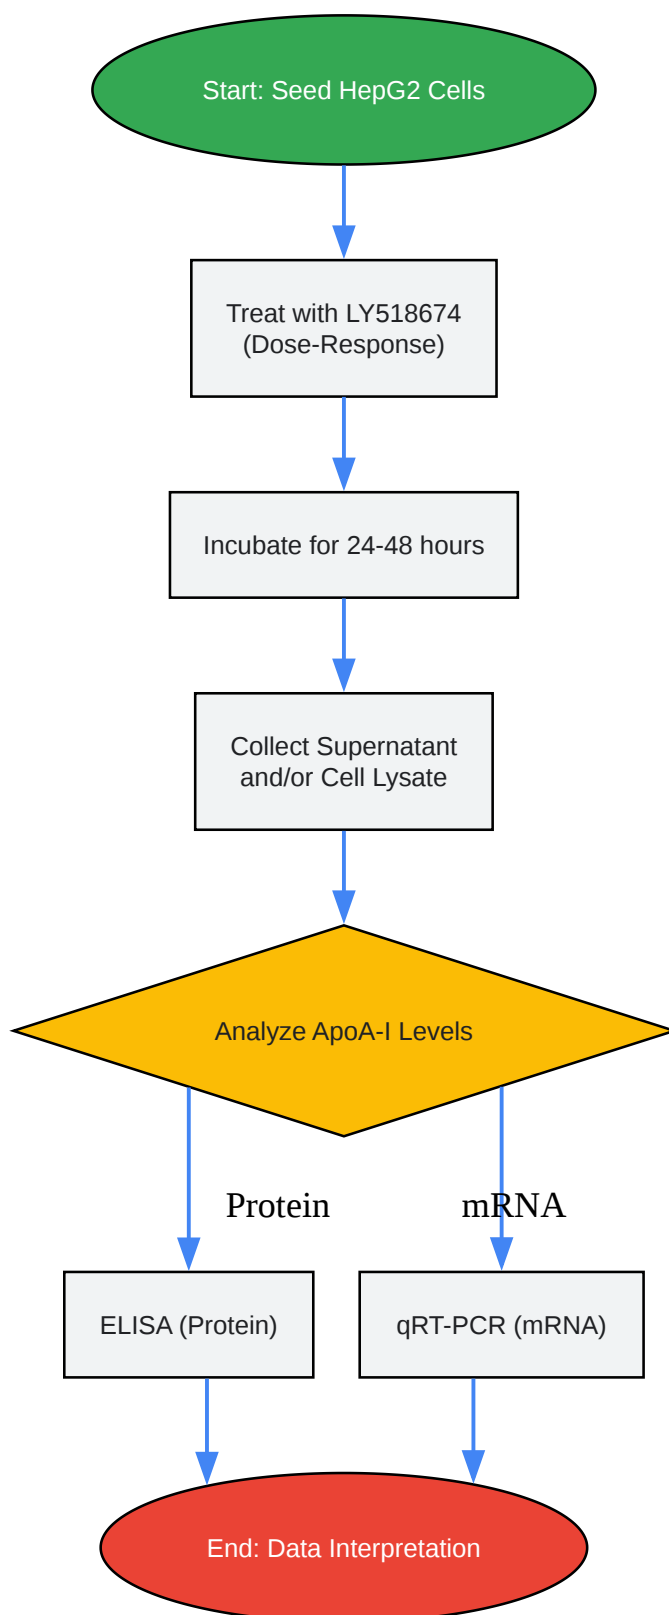 Start: Seed HepG2 Cells
Treat with LY518674
(Dose-Response)
Incubate for 24-48 hours
Collect Supernatant
and/or Cell Lysate
Analyze ApoA-I Levels
Protein
mRNA
ELISA (Protein)
qRT-PCR (mRNA)
End: Data Interpretation